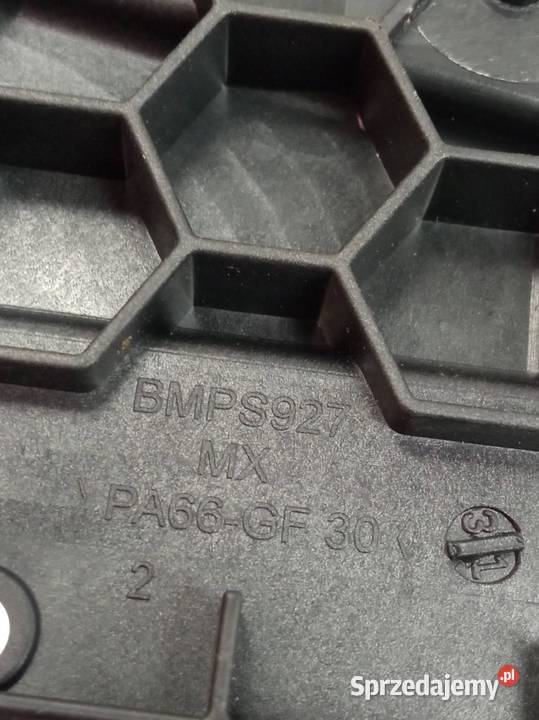 BMPS927
MX
>PA66-GF 30<
2
Sprzedajemy.pl